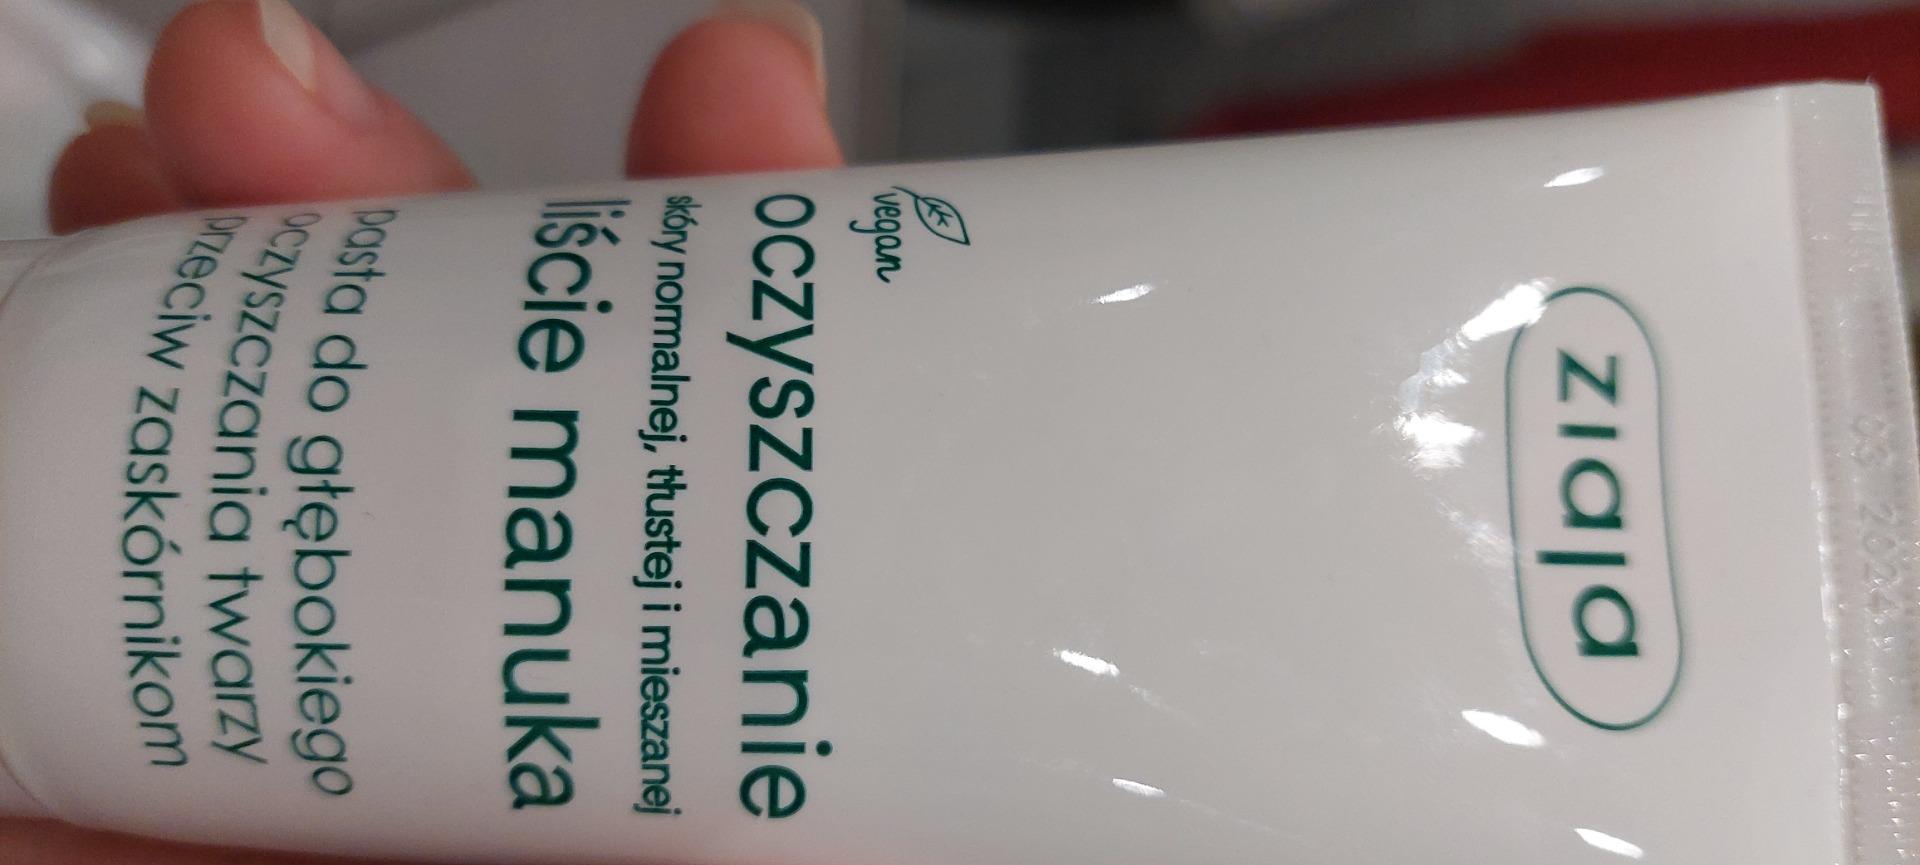 ziaja
vegan
oczyszczanie
skóry normalnej, tłustej i mieszanej
liście manuka
pasta do głębokiego
oczyszczania twarzy
przeciw zaskórnikom